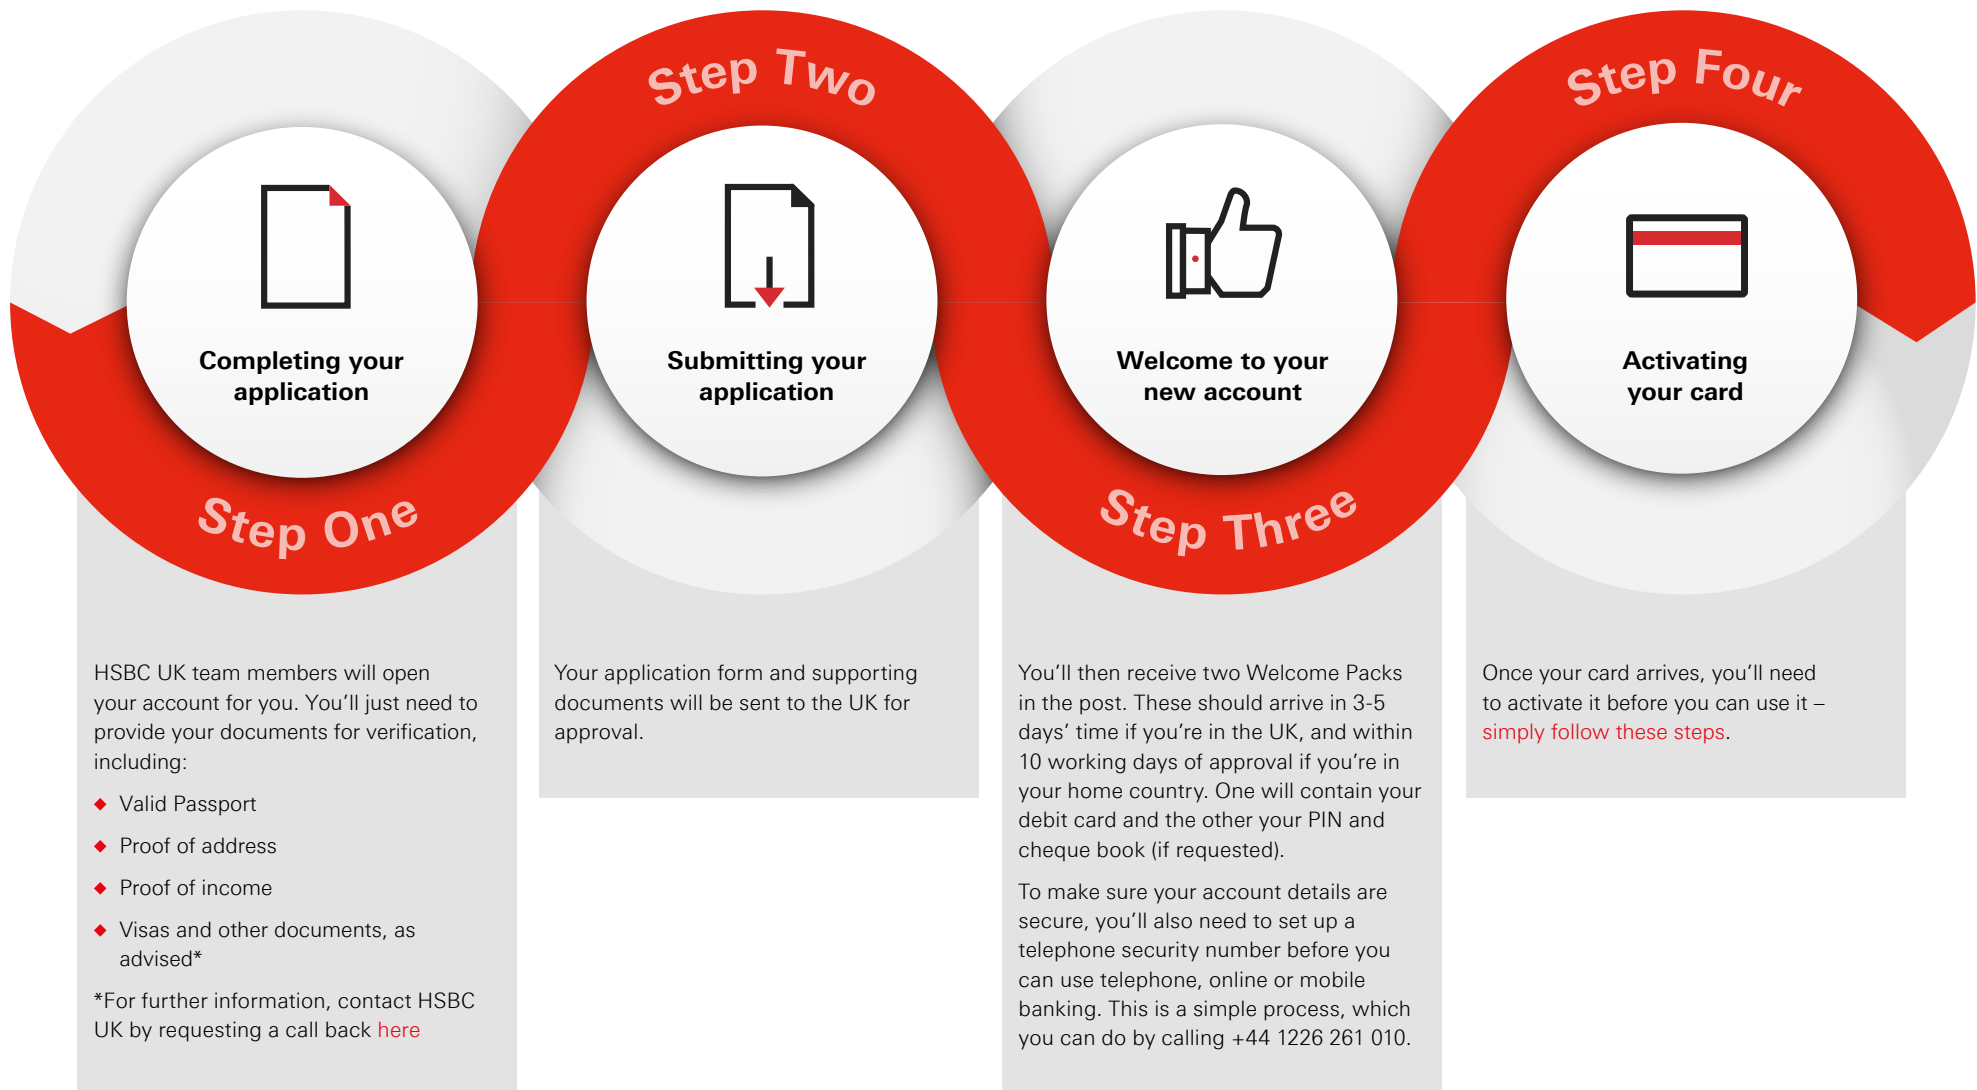 Step One
Completing your
application
HSBC UK team members will open
your account for you. You’ll just need to
provide your documents for verification,
including:
◆ Valid Passport
◆ Proof of address
◆ Proof of income
◆ Visas and other documents, as
advised*
*For further information, contact HSBC
UK by requesting a call back here
Step Two
Submitting your
application
Your application form and supporting
documents will be sent to the UK for
approval.
Step Three
Welcome to your
new account
You’ll then receive two Welcome Packs
in the post. These should arrive in 3-5
days’ time if you’re in the UK, and within
10 working days of approval if you’re in
your home country. One will contain your
debit card and the other your PIN and
cheque book (if requested).
To make sure your account details are
secure, you’ll also need to set up a
telephone security number before you
can use telephone, online or mobile
banking. This is a simple process, which
you can do by calling +44 1226 261 010.
Step Four
Activating
your card
Once your card arrives, you’ll need
to activate it before you can use it –
simply follow these steps.